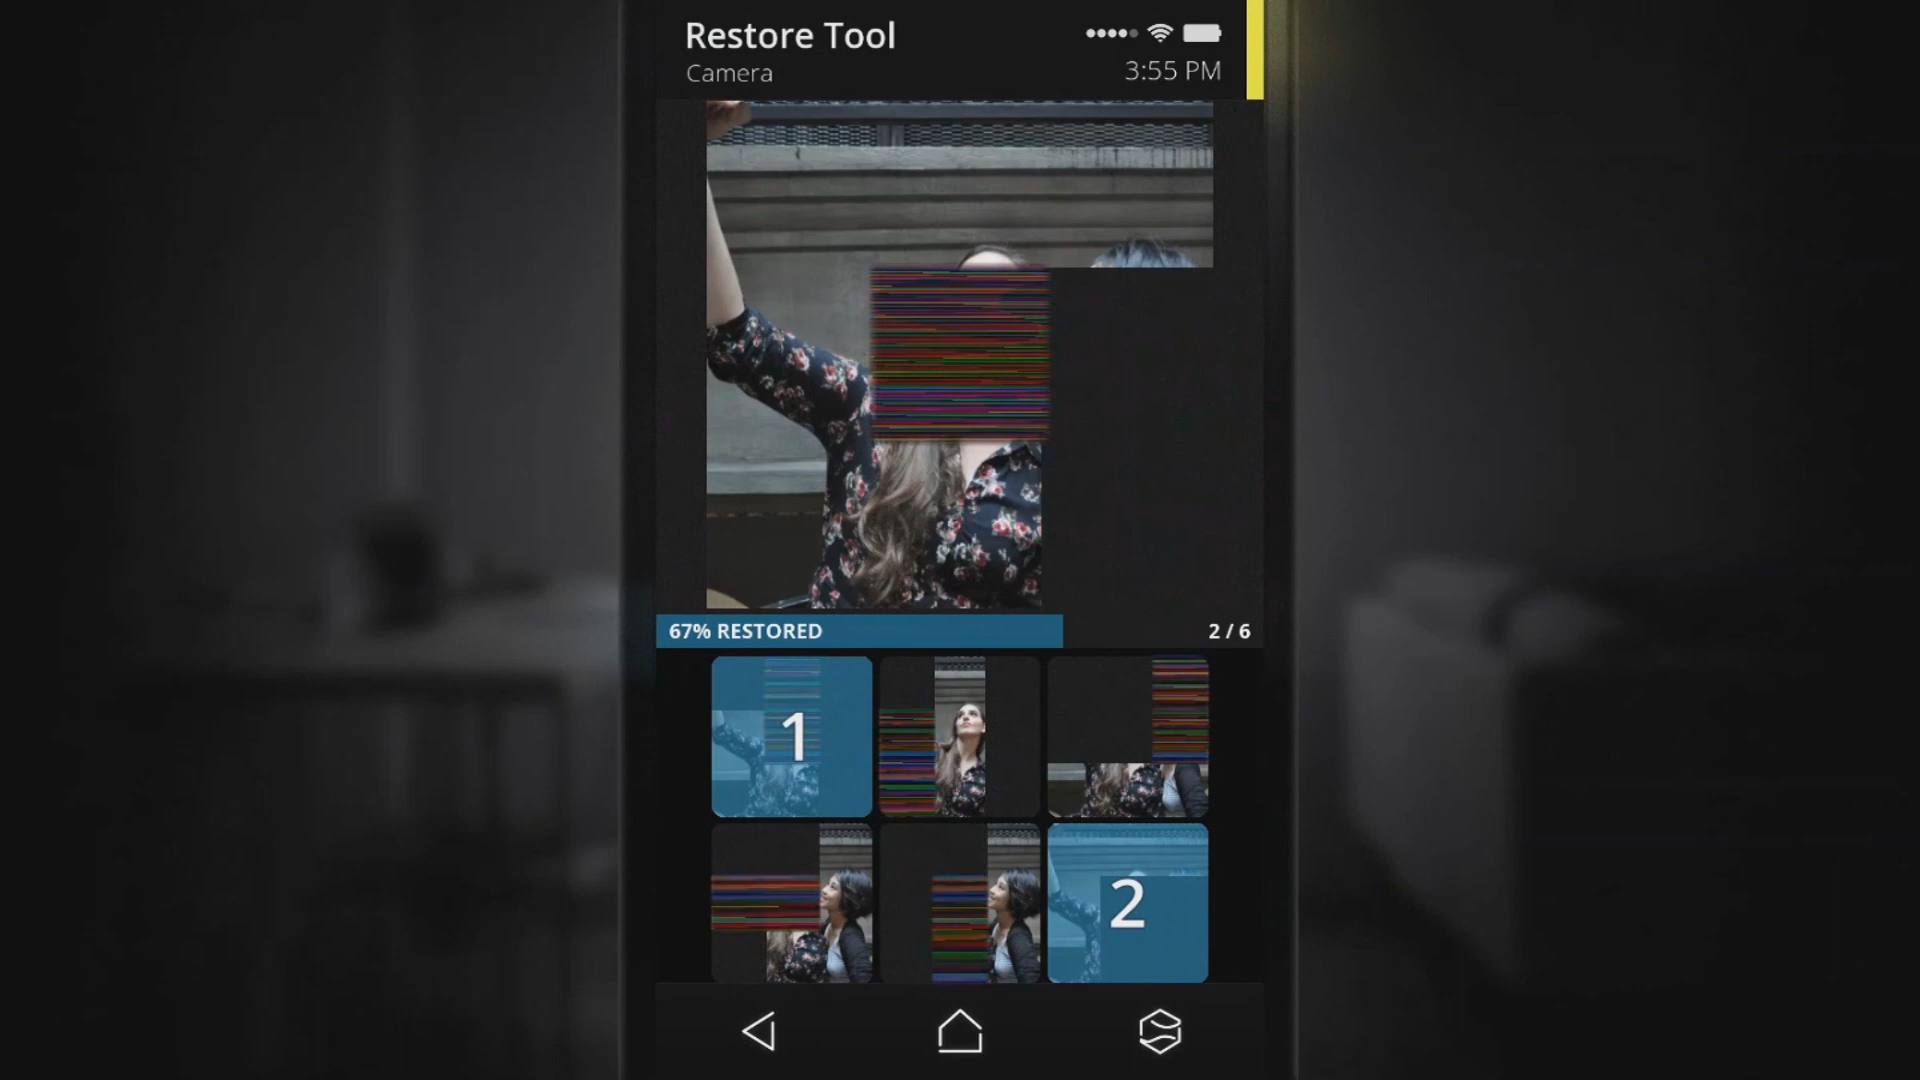 Restore Tool
Camera
3:55 PM
67% RESTORED
2 / 6
1
2